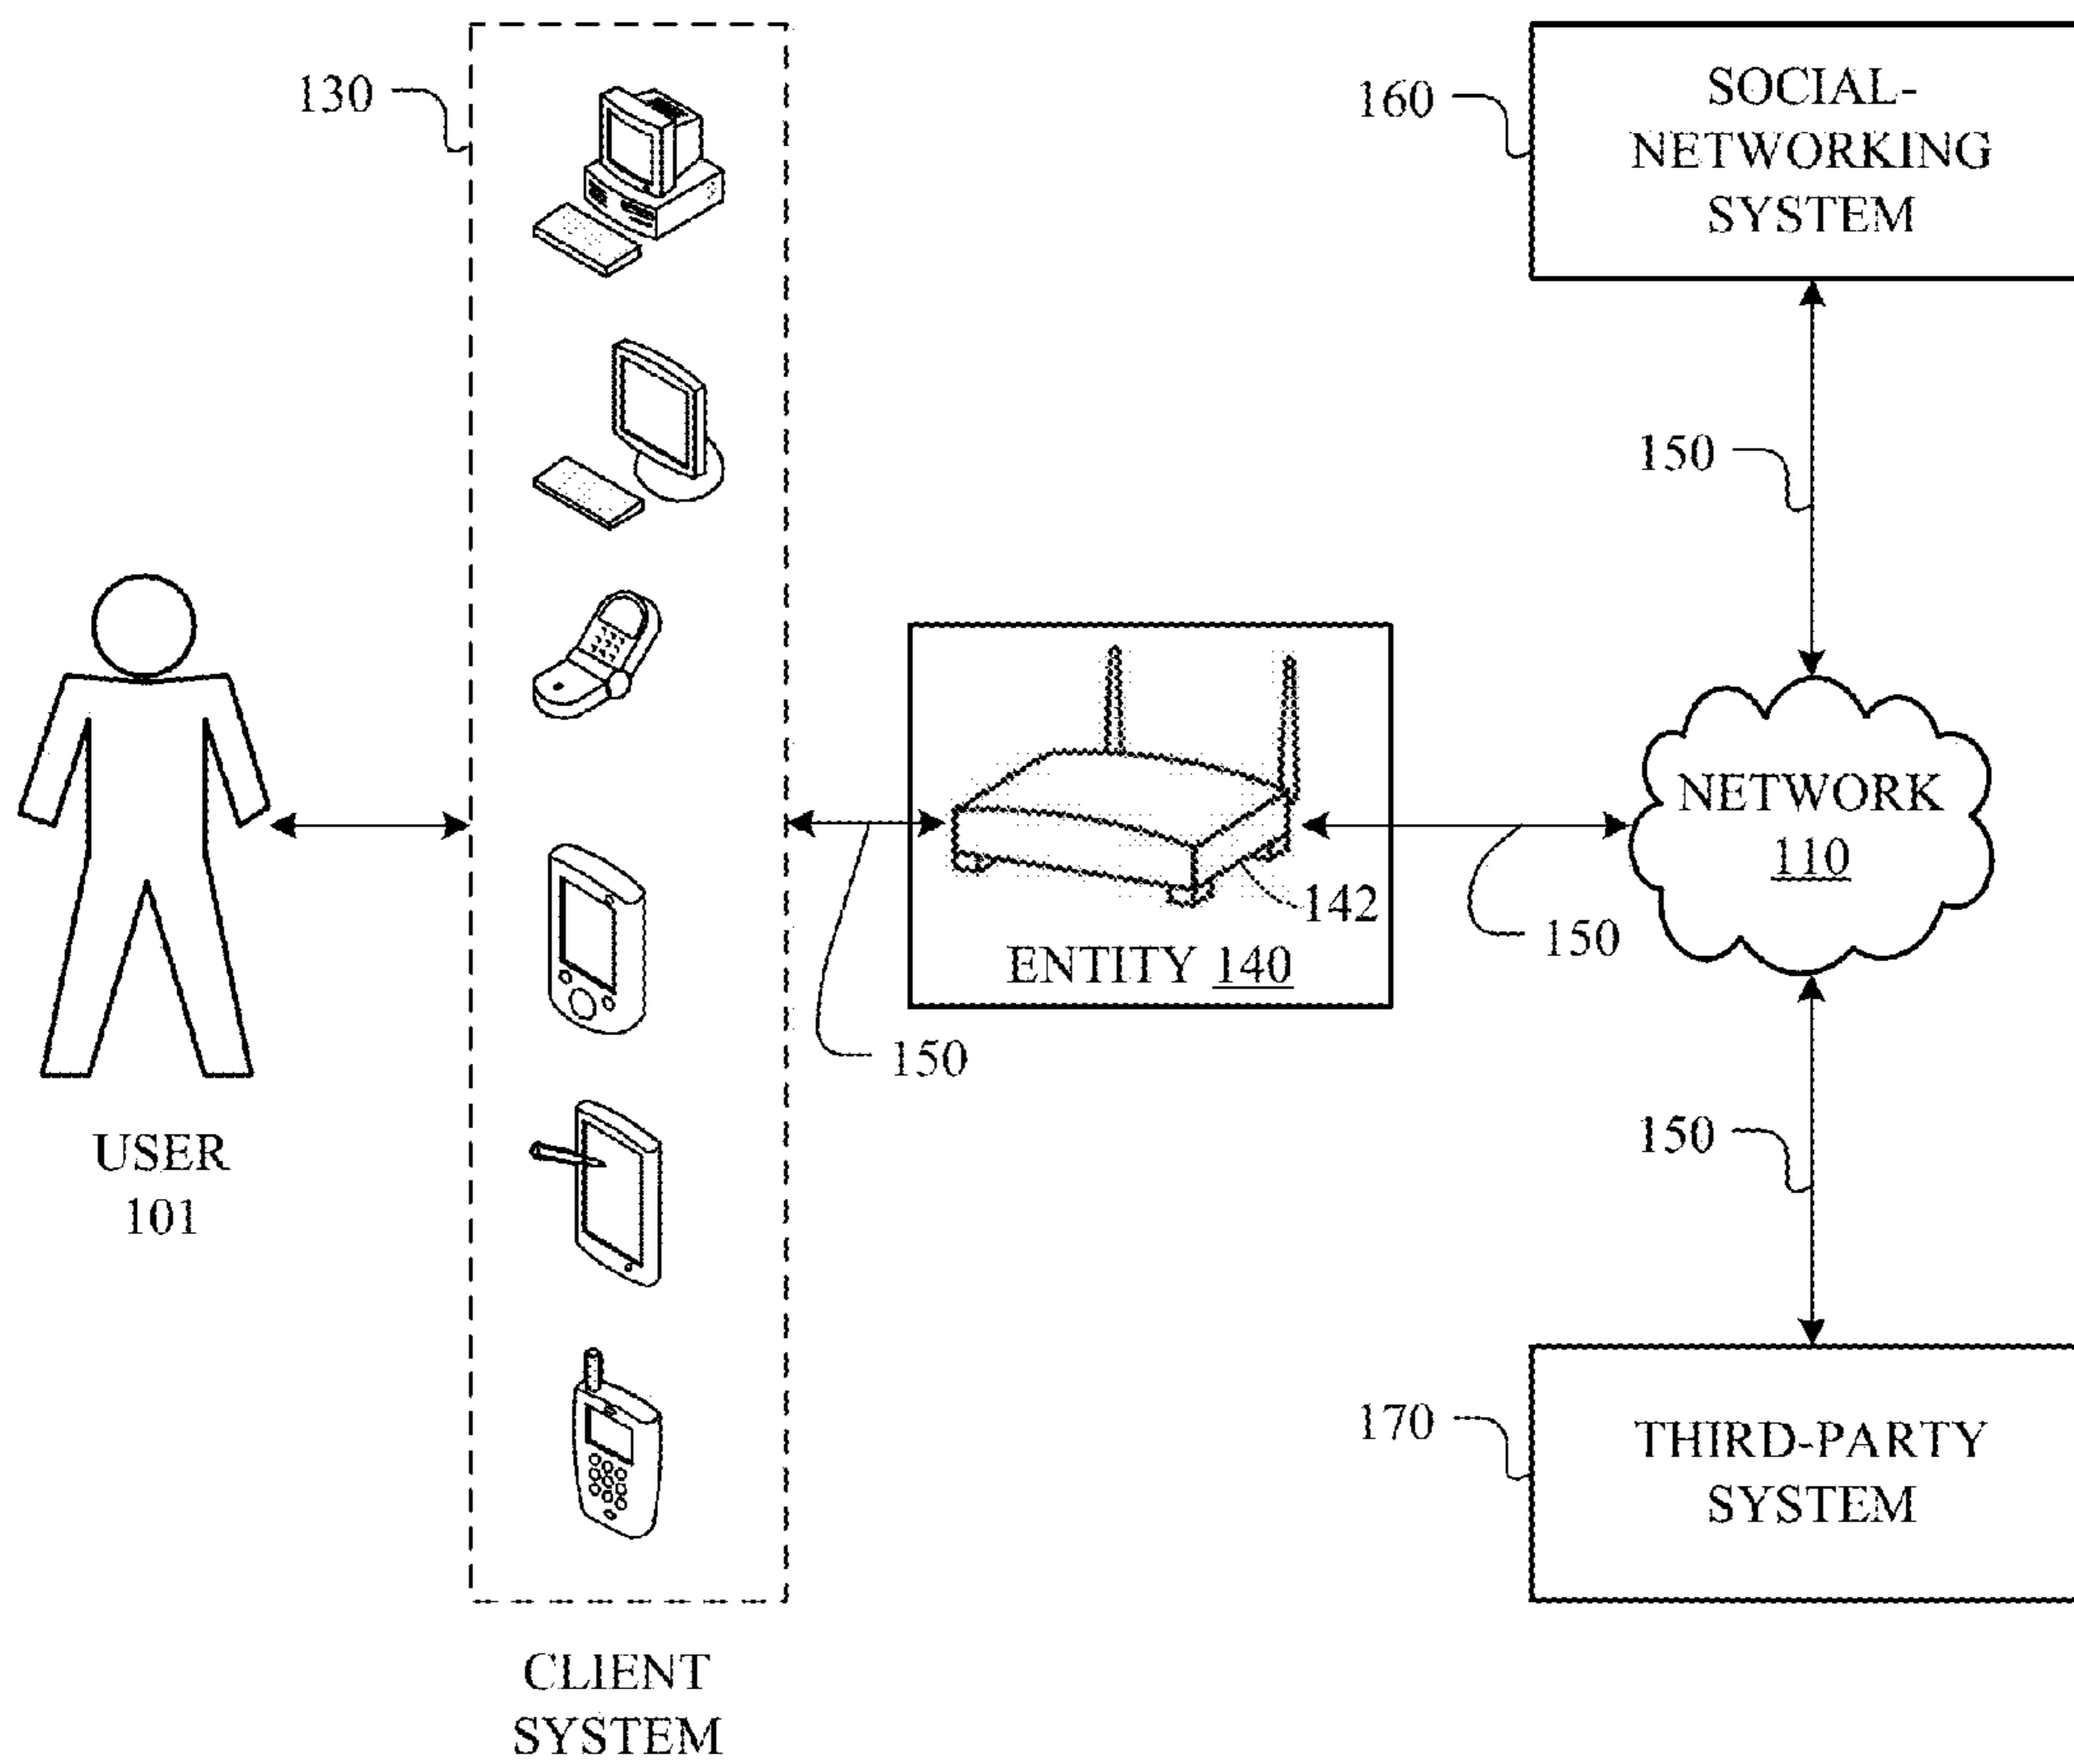 130
160
SOCIAL-
NETWORKING
SYSTEM
150
NETWORK
110
142
150
ENTITY 140
150
USER
101
150
170
THIRD-PARTY
SYSTEM
CLIENT
SYSTEM